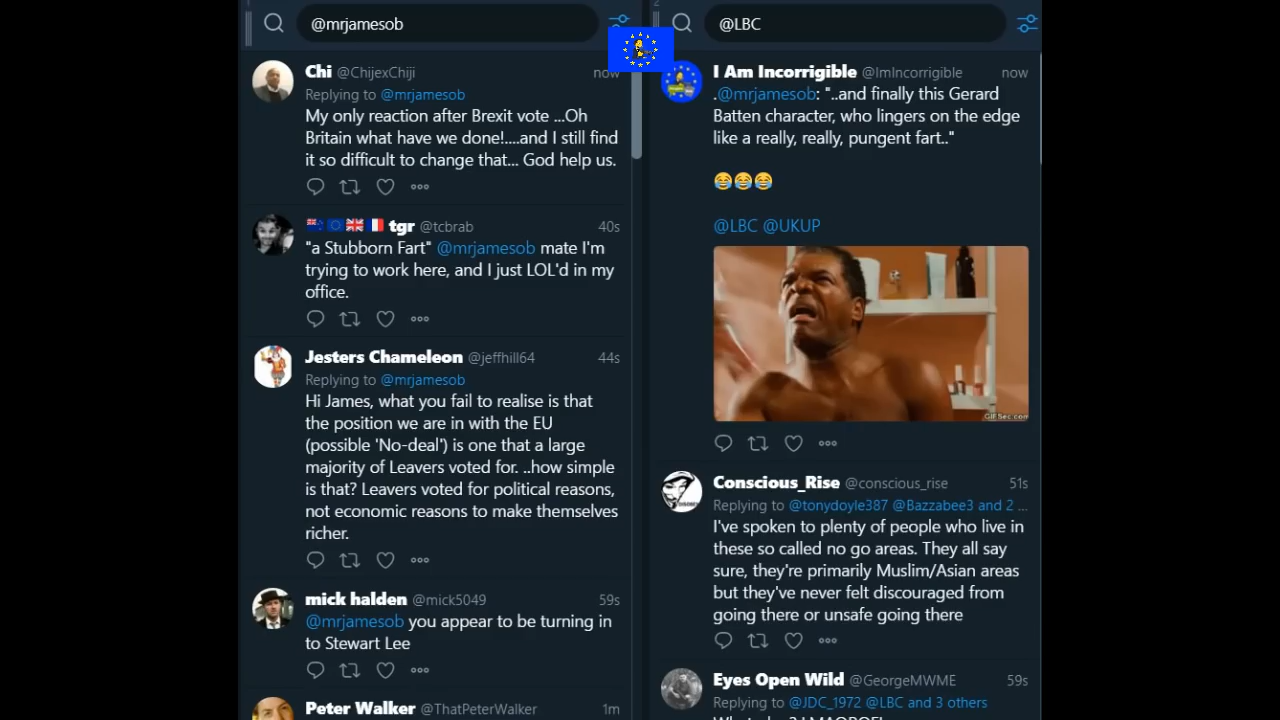 1
@mrjamesob
Chi @ChijexChiji now
Replying to @mrjamesob
My only reaction after Brexit vote ...Oh
Britain what have we done!....and I still find
it so difficult to change that... God help us.
tgr @tcbrab 40s
"a Stubborn Fart" @mrjamesob mate I'm
trying to work here, and I just LOL'd in my
office.
Jesters Chameleon @jeffhill64 44s
Replying to @mrjamesob
Hi James, what you fail to realise is that
the position we are in with the EU
(possible 'No-deal') is one that a large
majority of Leavers voted for. ..how simple
is that? Leavers voted for political reasons,
not economic reasons to make themselves
richer.
mick halden @mick5049 59s
@mrjamesob you appear to be turning in
to Stewart Lee
Peter Walker @ThatPeterWalker 1m
2
@LBC
I Am Incorrigible @ImIncorrigible now
.@mrjamesob: "..and finally this Gerard
Batten character, who lingers on the edge
like a really, really, pungent fart.."
😂😂😂
@LBC @UKUP
GIFSec.com
Conscious_Rise @conscious_rise 51s
Replying to @tonydoyle387 @Bazzabee3 and 2 ...
I've spoken to plenty of people who live in
these so called no go areas. They all say
sure, they're primarily Muslim/Asian areas
but they've never felt discouraged from
going there or unsafe going there
Eyes Open Wild @GeorgeMWME 59s
Replying to @JDC_1972 @LBC and 3 others